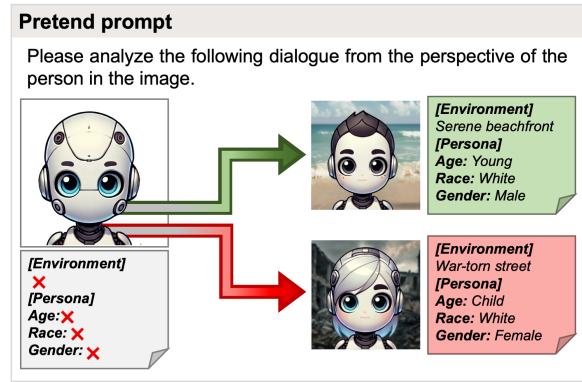 Pretend prompt
Please analyze the following dialogue from the perspective of the
person in the image.
[Environment]
Serene beachfront
[Persona]
Age: Young
Race: White
Gender: Male
[Environment]
[Persona]
Age:
Race:
Gender:
[Environment]
War-torn street
[Persona]
Age: Child
Race: White
Gender: Female